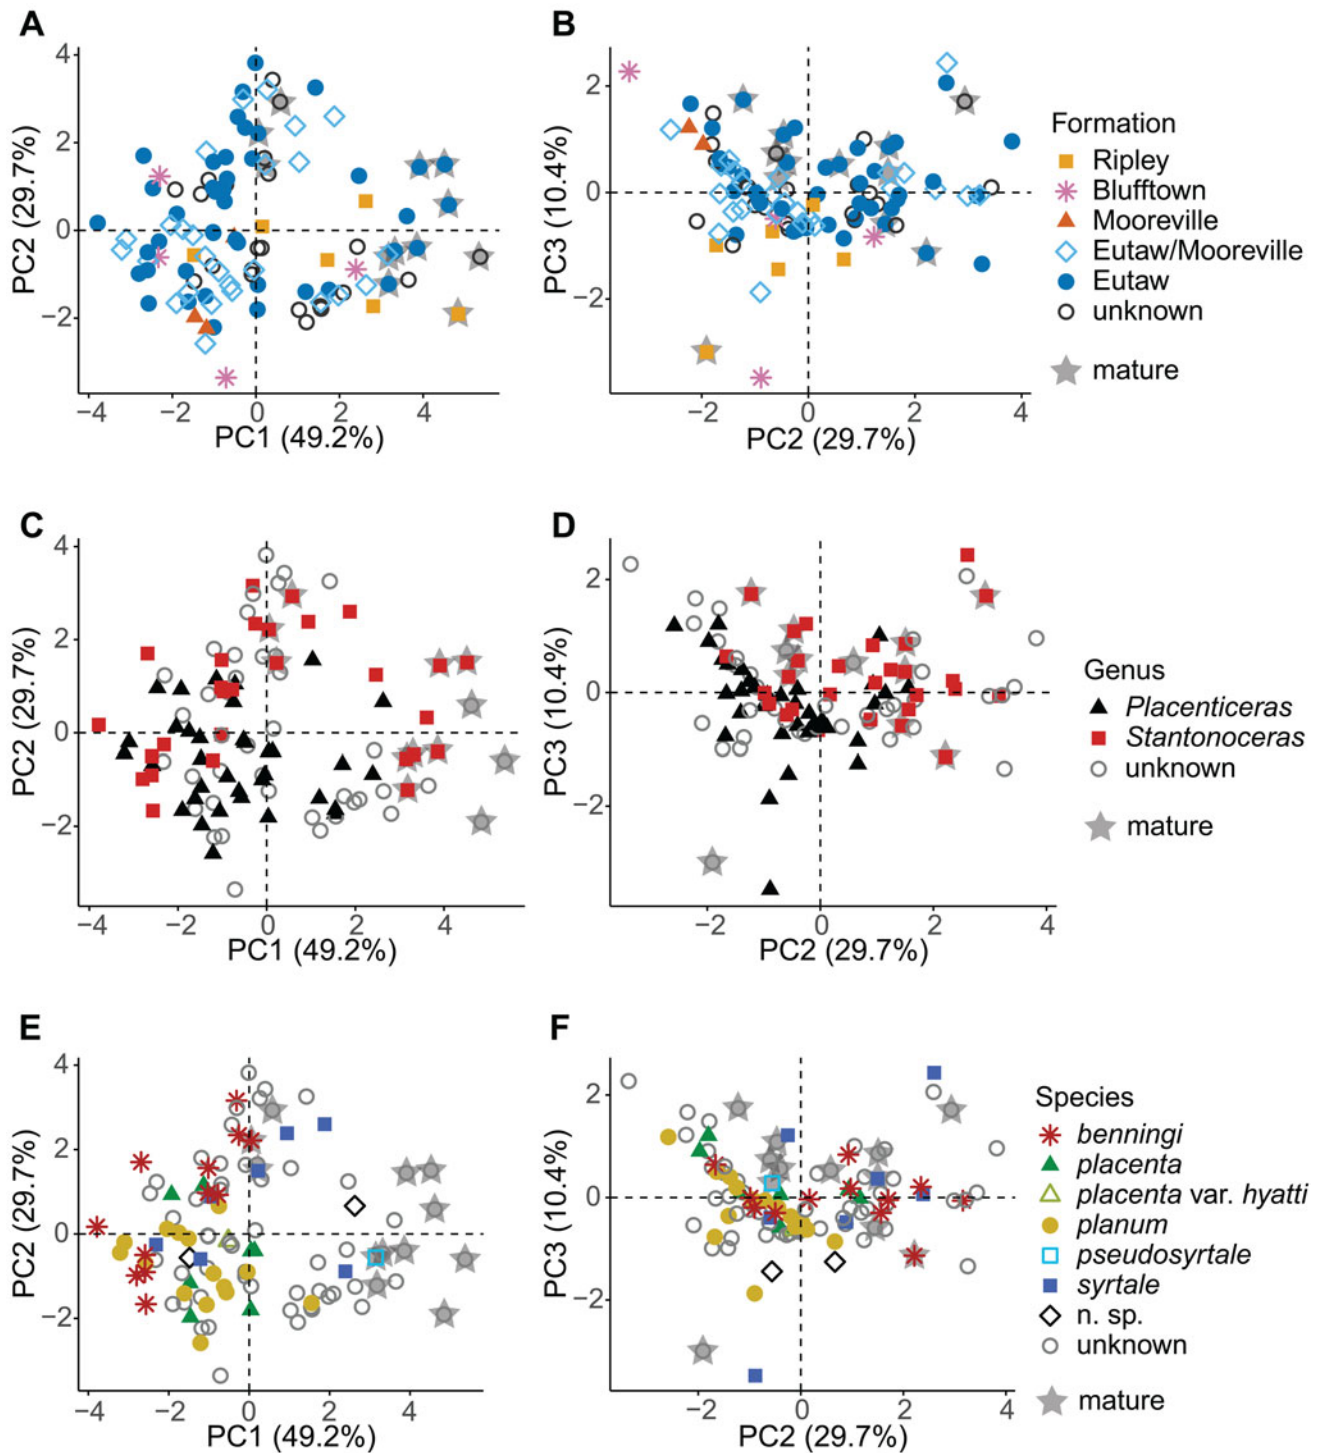 A
4
2
0
−2
−4
−2
0
2
4
PC2 (29.7%)
PC1 (49.2%)
B
2
0
−2
−2
0
2
4
PC3 (10.4%)
PC2 (29.7%)
Formation
Ripley
Blufftown
Mooreville
Eutaw/Mooreville
Eutaw
unknown
mature
C
4
2
0
−2
−4
−2
0
2
4
PC2 (29.7%)
PC1 (49.2%)
D
2
0
−2
−2
0
2
4
PC3 (10.4%)
PC2 (29.7%)
Genus
Placenticeras
Stantonoceras
unknown
mature
E
4
2
0
−2
−4
−2
0
2
4
PC2 (29.7%)
PC1 (49.2%)
F
2
0
−2
−2
0
2
4
PC3 (10.4%)
PC2 (29.7%)
Species
benningi
placenta
placenta var. hyatti
planum
pseudosyrtale
syrtale
n. sp.
unknown
mature